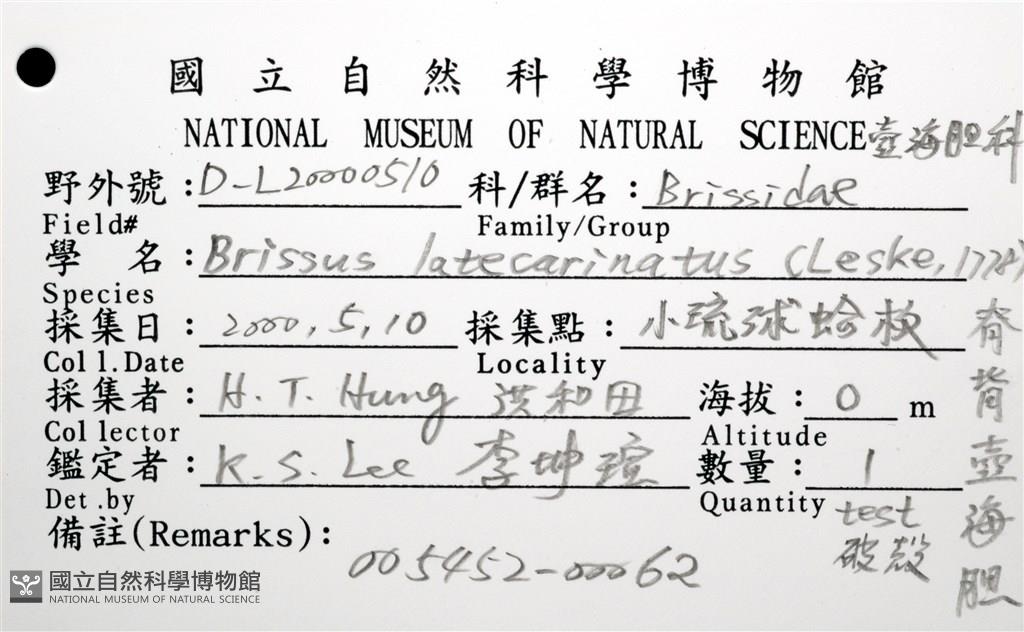 國立自然科學博物館
NATIONAL MUSEUM OF NATURAL SCIENCE 壺海胆科
野外號:D-L20000510 科/群名:Brissidae
Field# Family/Group
學 名:Brissus latecarinatus (Leske, 1778)
Species
採集日:2000,5,10 採集點:小琉球蛤板
Coll.Date Locality
採集者:H. T. Hung 洪和田 海拔:0 m
Collector Altitude
鑑定者:K. S. Lee 李坤瑄 數量:1
Det.by Quantity test
備註(Remarks): 破殼
005452-00062
脊背壺海胆
國立自然科學博物館
NATIONAL MUSEUM OF NATURAL SCIENCE